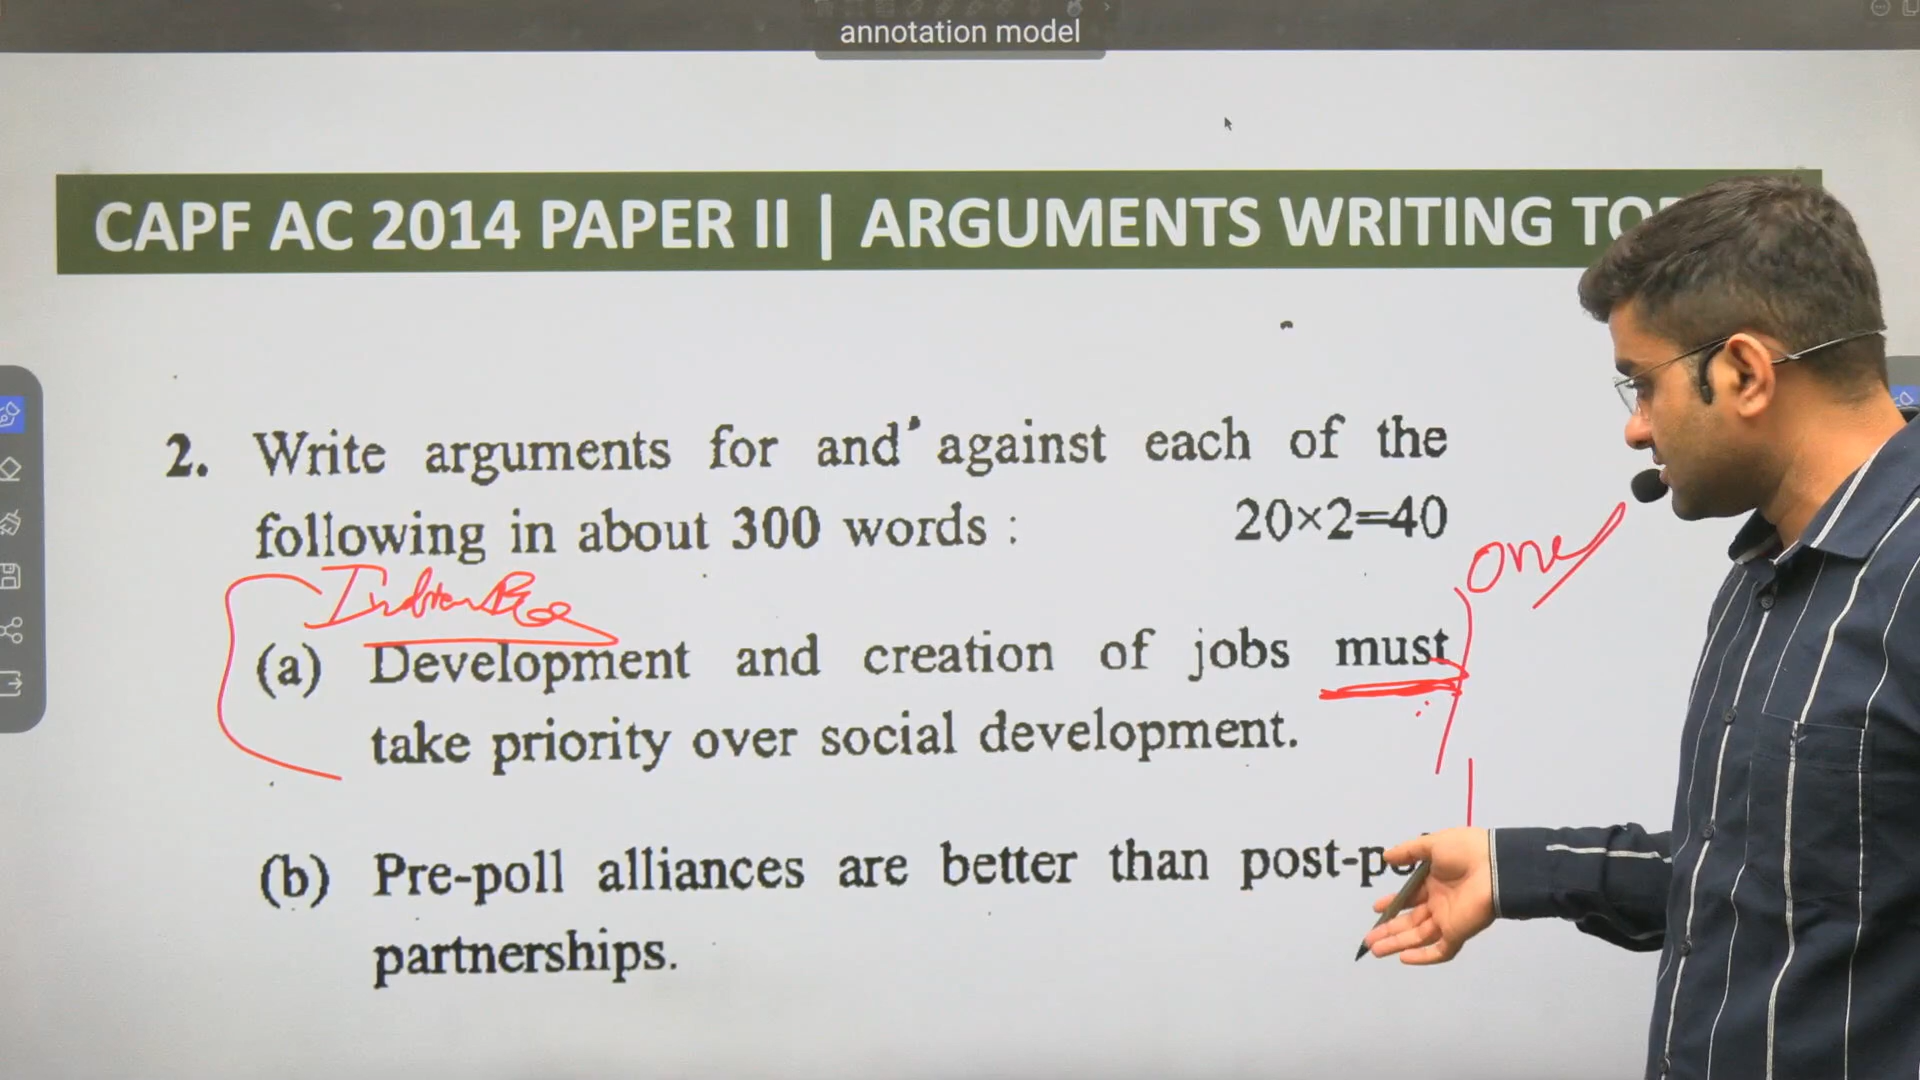 annotation model
CAPF AC 2014 PAPER II | ARGUMENTS WRITING
2. Write arguments for and against each of the
following in about 300 words : 20×2=40
one
(a) Development and creation of jobs must
take priority over social development.
(b) Pre-poll alliances are better than
partnerships.